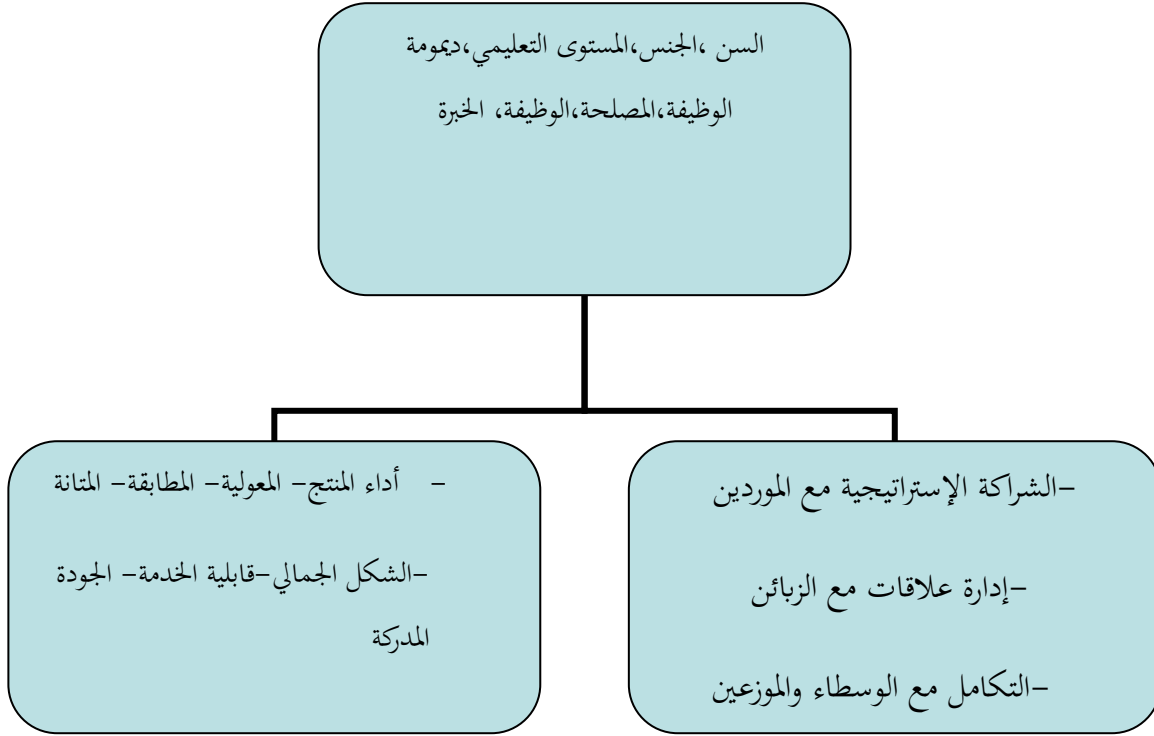 السن ،الجنس،المستوى التعليمي،ديمومة
الوظيفة،المصلحة،الوظيفة، الخبرة
–الشراكة الإستراتيجية مع الموردين
–إدارة علاقات مع الزبائن
–التكامل مع الوسطاء والموزعين
– أداء المنتج– المعولية– المطابقة– المتانة
–الشكل الجمالي–قابلية الخدمة– الجودة
المدركة